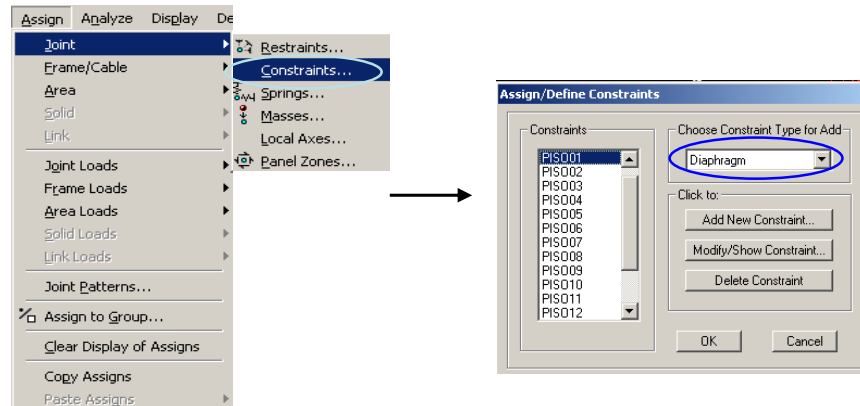 Assign Analyze Display De
Joint
Frame/Cable
Area
Solid
Link
Joint Loads
Frame Loads
Area Loads
Solid Loads
Link Loads
Joint Patterns...
Assign to Group...
Clear Display of Assigns
Copy Assigns
Paste Assigns
Restraints...
Constraints...
Springs...
Masses...
Local Axes...
Panel Zones...
Assign/Define Constraints
Constraints
PISO01
PISO02
PISO03
PISO04
PISO05
PISO06
PISO07
PISO08
PISO09
PISO10
PISO11
PISO12
Choose Constraint Type for Add
Diaphragm
Click to:
Add New Constraint...
Modify/Show Constraint...
Delete Constraint
OK
Cancel